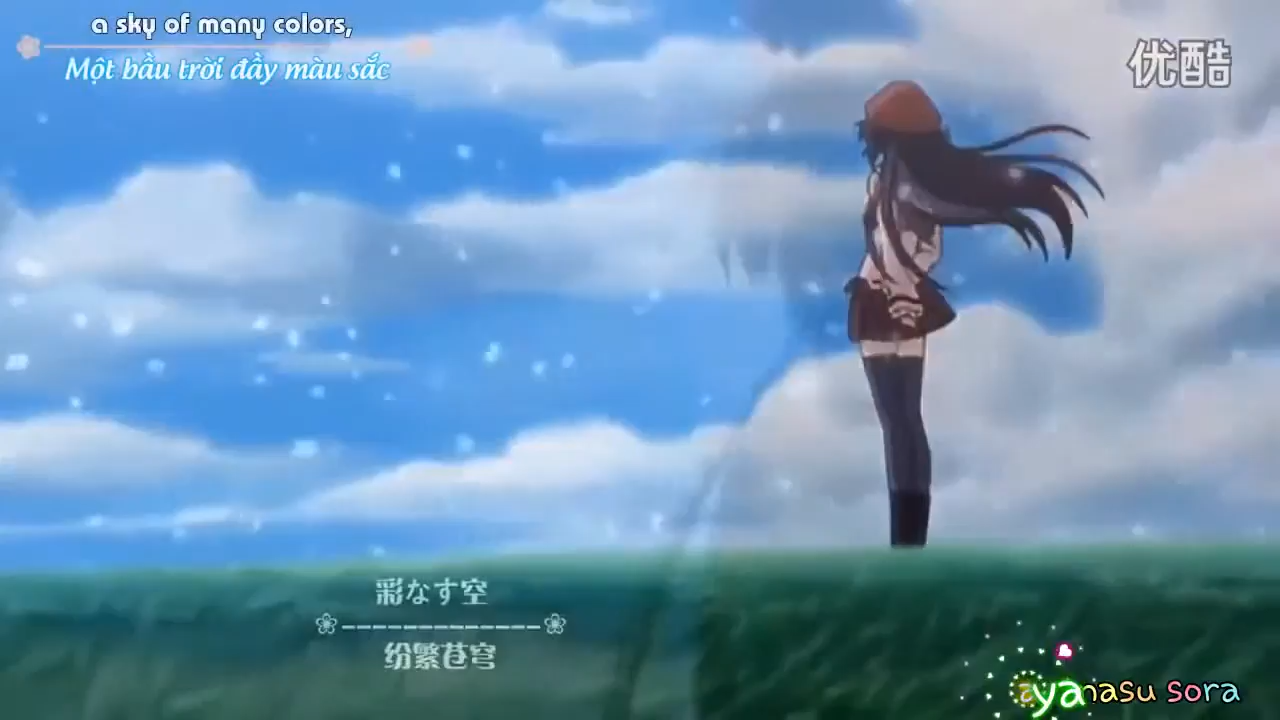 a sky of many colors,
Một bầu trời đầy màu sắc
优酷
彩なす空
纷繁苍穹
ayanasu sora